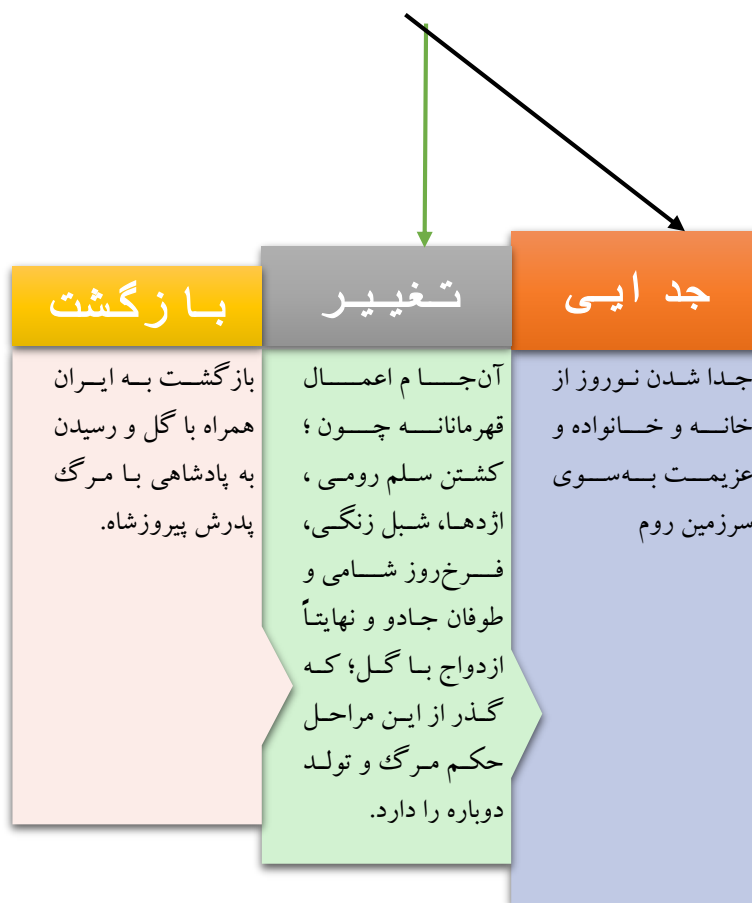 جدایی
جدا شدن نوروز از
خانه و خانواده و
عزیمت به‌سوی
سرزمین روم
تغییر
آن‌جام اعمال
قهرمانانه چون ؛
کشتن سلم رومی ،
اژدها، شبل زنگی،
فرخ‌روز شامی و
طوفان جادو و نهایتاً
ازدواج با گل؛ که
گذر از این مراحل
حکم مرگ و تولد
دوباره را دارد.
بازگشت
بازگشت به ایران
همراه با گل و رسیدن
به پادشاهی با مرگ
پدرش پیروزشاه.